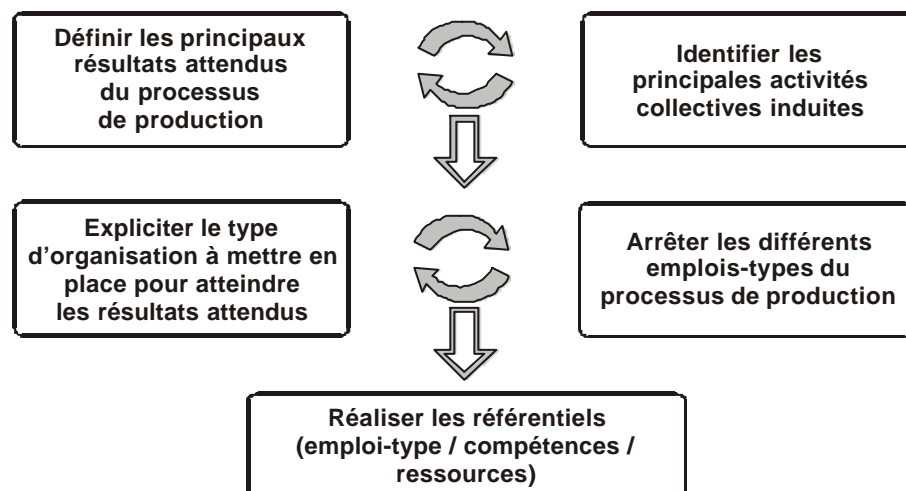 Définir les principaux
résultats attendus
du processus
de production
Identifier les
principales activités
collectives induites
Expliciter le type
d'organisation à mettre en
place pour atteindre
les résultats attendus
Arrêter les différents
emplois-types du
processus de production
Réaliser les référentiels
(emploi-type / compétences /
ressources)